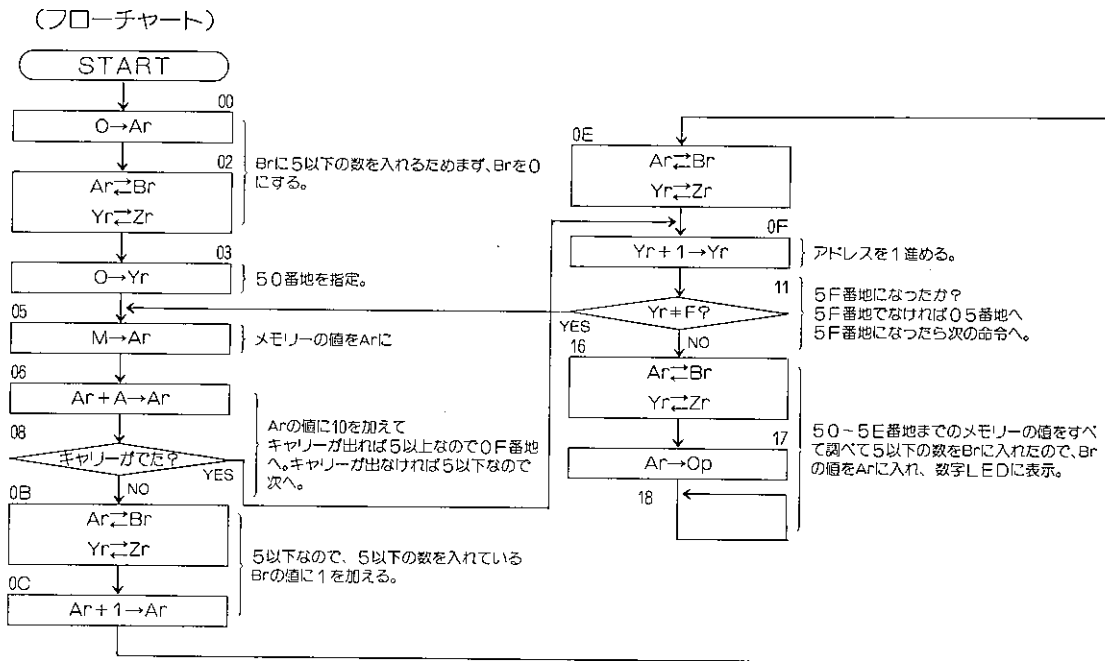 (フローチャート)
START
00
0→Ar
02
Ar⇄Br
Yr⇄Zr
Brに5以下の数を入れるためまず、Brを0
にする。
03
0→Yr
50番地を指定。
05
M→Ar
メモリーの値をArに
06
Ar+A→Ar
08
キャリーがでた?
YES
NO
Arの値に10を加えて
キャリーが出れば5以上なので0F番地
へ。キャリーが出なければ5以下なので
次へ。
0B
Ar⇄Br
Yr⇄Zr
0C
Ar+1→Ar
5以下なので、5以下の数を入れている
Brの値に1を加える。
0E
Ar⇄Br
Yr⇄Zr
0F
Yr+1→Yr
アドレスを1進める。
11
Yr≠F?
YES
NO
5F番地になったか?
5F番地でなければ05番地へ
5F番地になったら次の命令へ。
16
Ar⇄Br
Yr⇄Zr
17
Ar→Op
18
50~5E番地までのメモリーの値をすべ
て調べて5以下の数をBrに入れたので、Br
の値をArに入れ、数字LEDに表示。